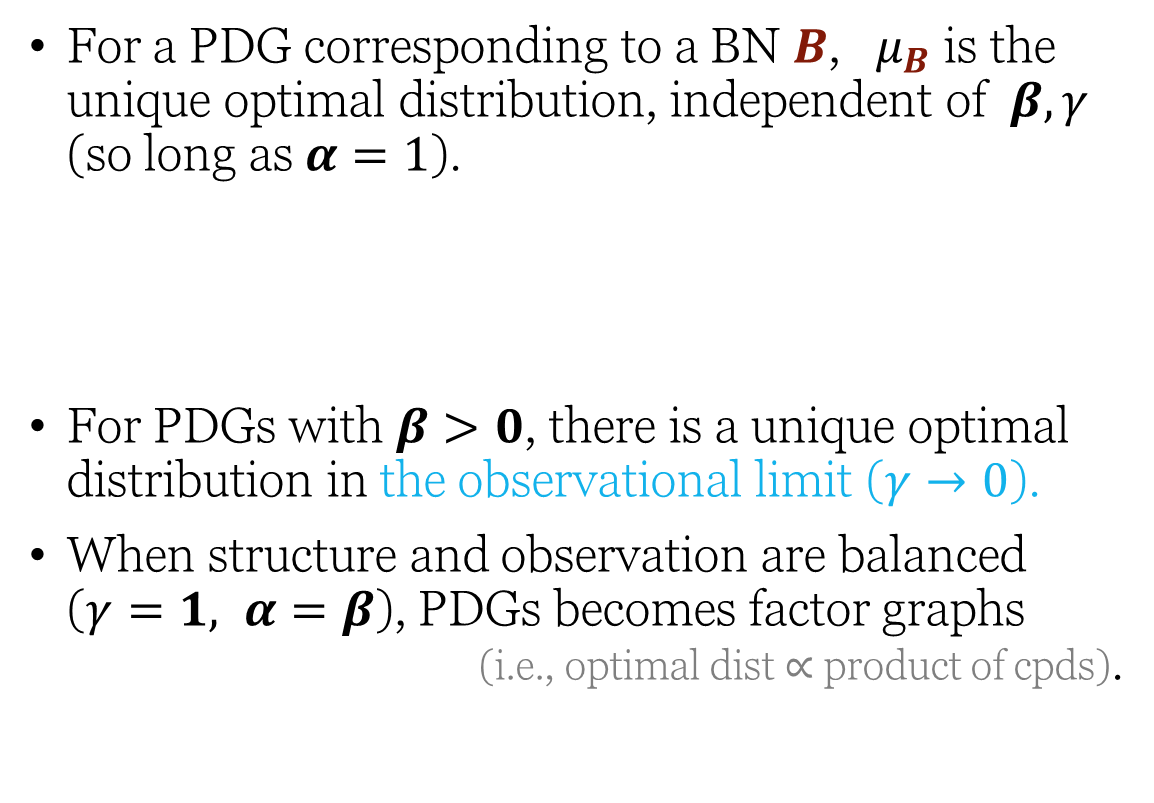 • For a PDG corresponding to a BN B, μ_B is the
unique optimal distribution, independent of β, γ
(so long as α = 1).
• For PDGs with β > 0, there is a unique optimal
distribution in the observational limit (γ → 0).
• When structure and observation are balanced
(γ = 1, α = β), PDGs becomes factor graphs
(i.e., optimal dist ∝ product of cpds).